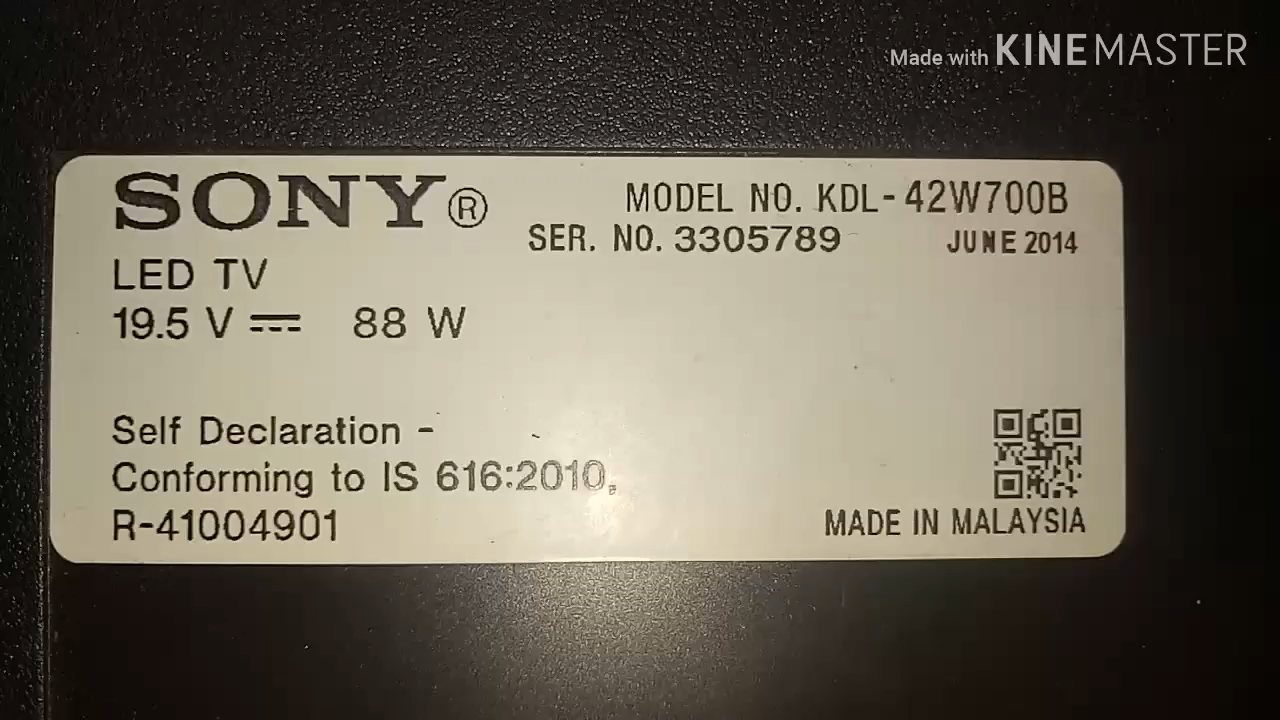 Made with KINEMASTER
SONY®
MODEL NO. KDL-42W700B
SER. NO. 3305789 JUNE 2014
LED TV
19.5 V ⎓ 88 W
Self Declaration -
Conforming to IS 616:2010,
R-41004901
MADE IN MALAYSIA